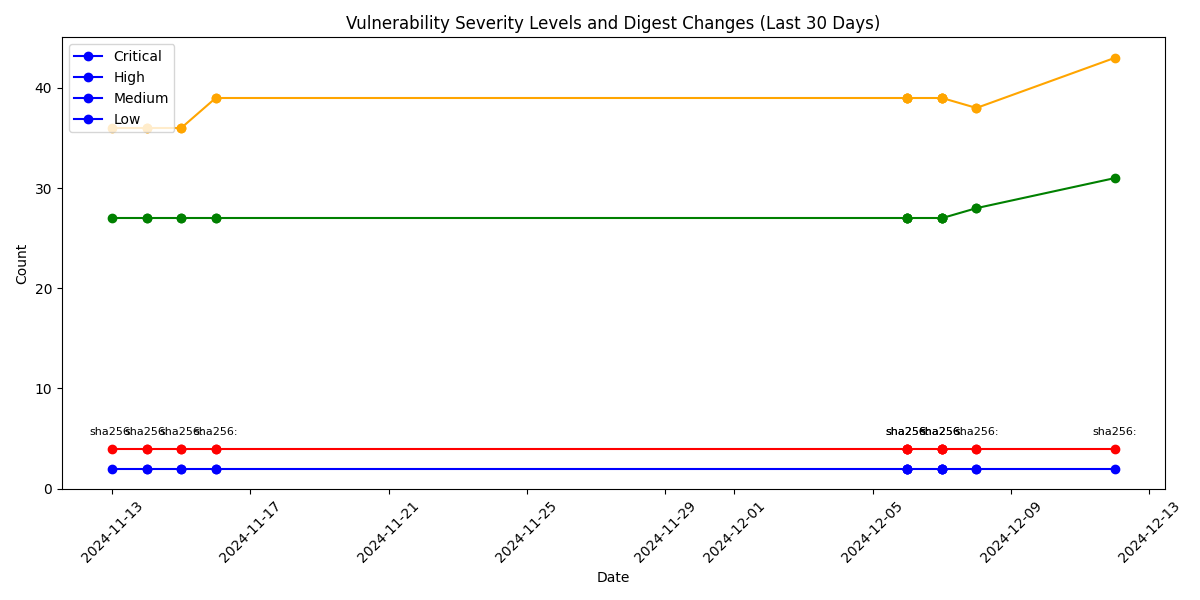 Vulnerability Severity Levels and Digest Changes (Last 30 Days)
Critical
High
Medium
Low
Count
40
30
20
10
0
sha256: sha256: sha256: sha256: sha256: sha256: sha256: sha256:
2024-11-13
2024-11-17
2024-11-21
2024-11-25
2024-11-29
2024-12-01
2024-12-05
2024-12-09
2024-12-13
Date